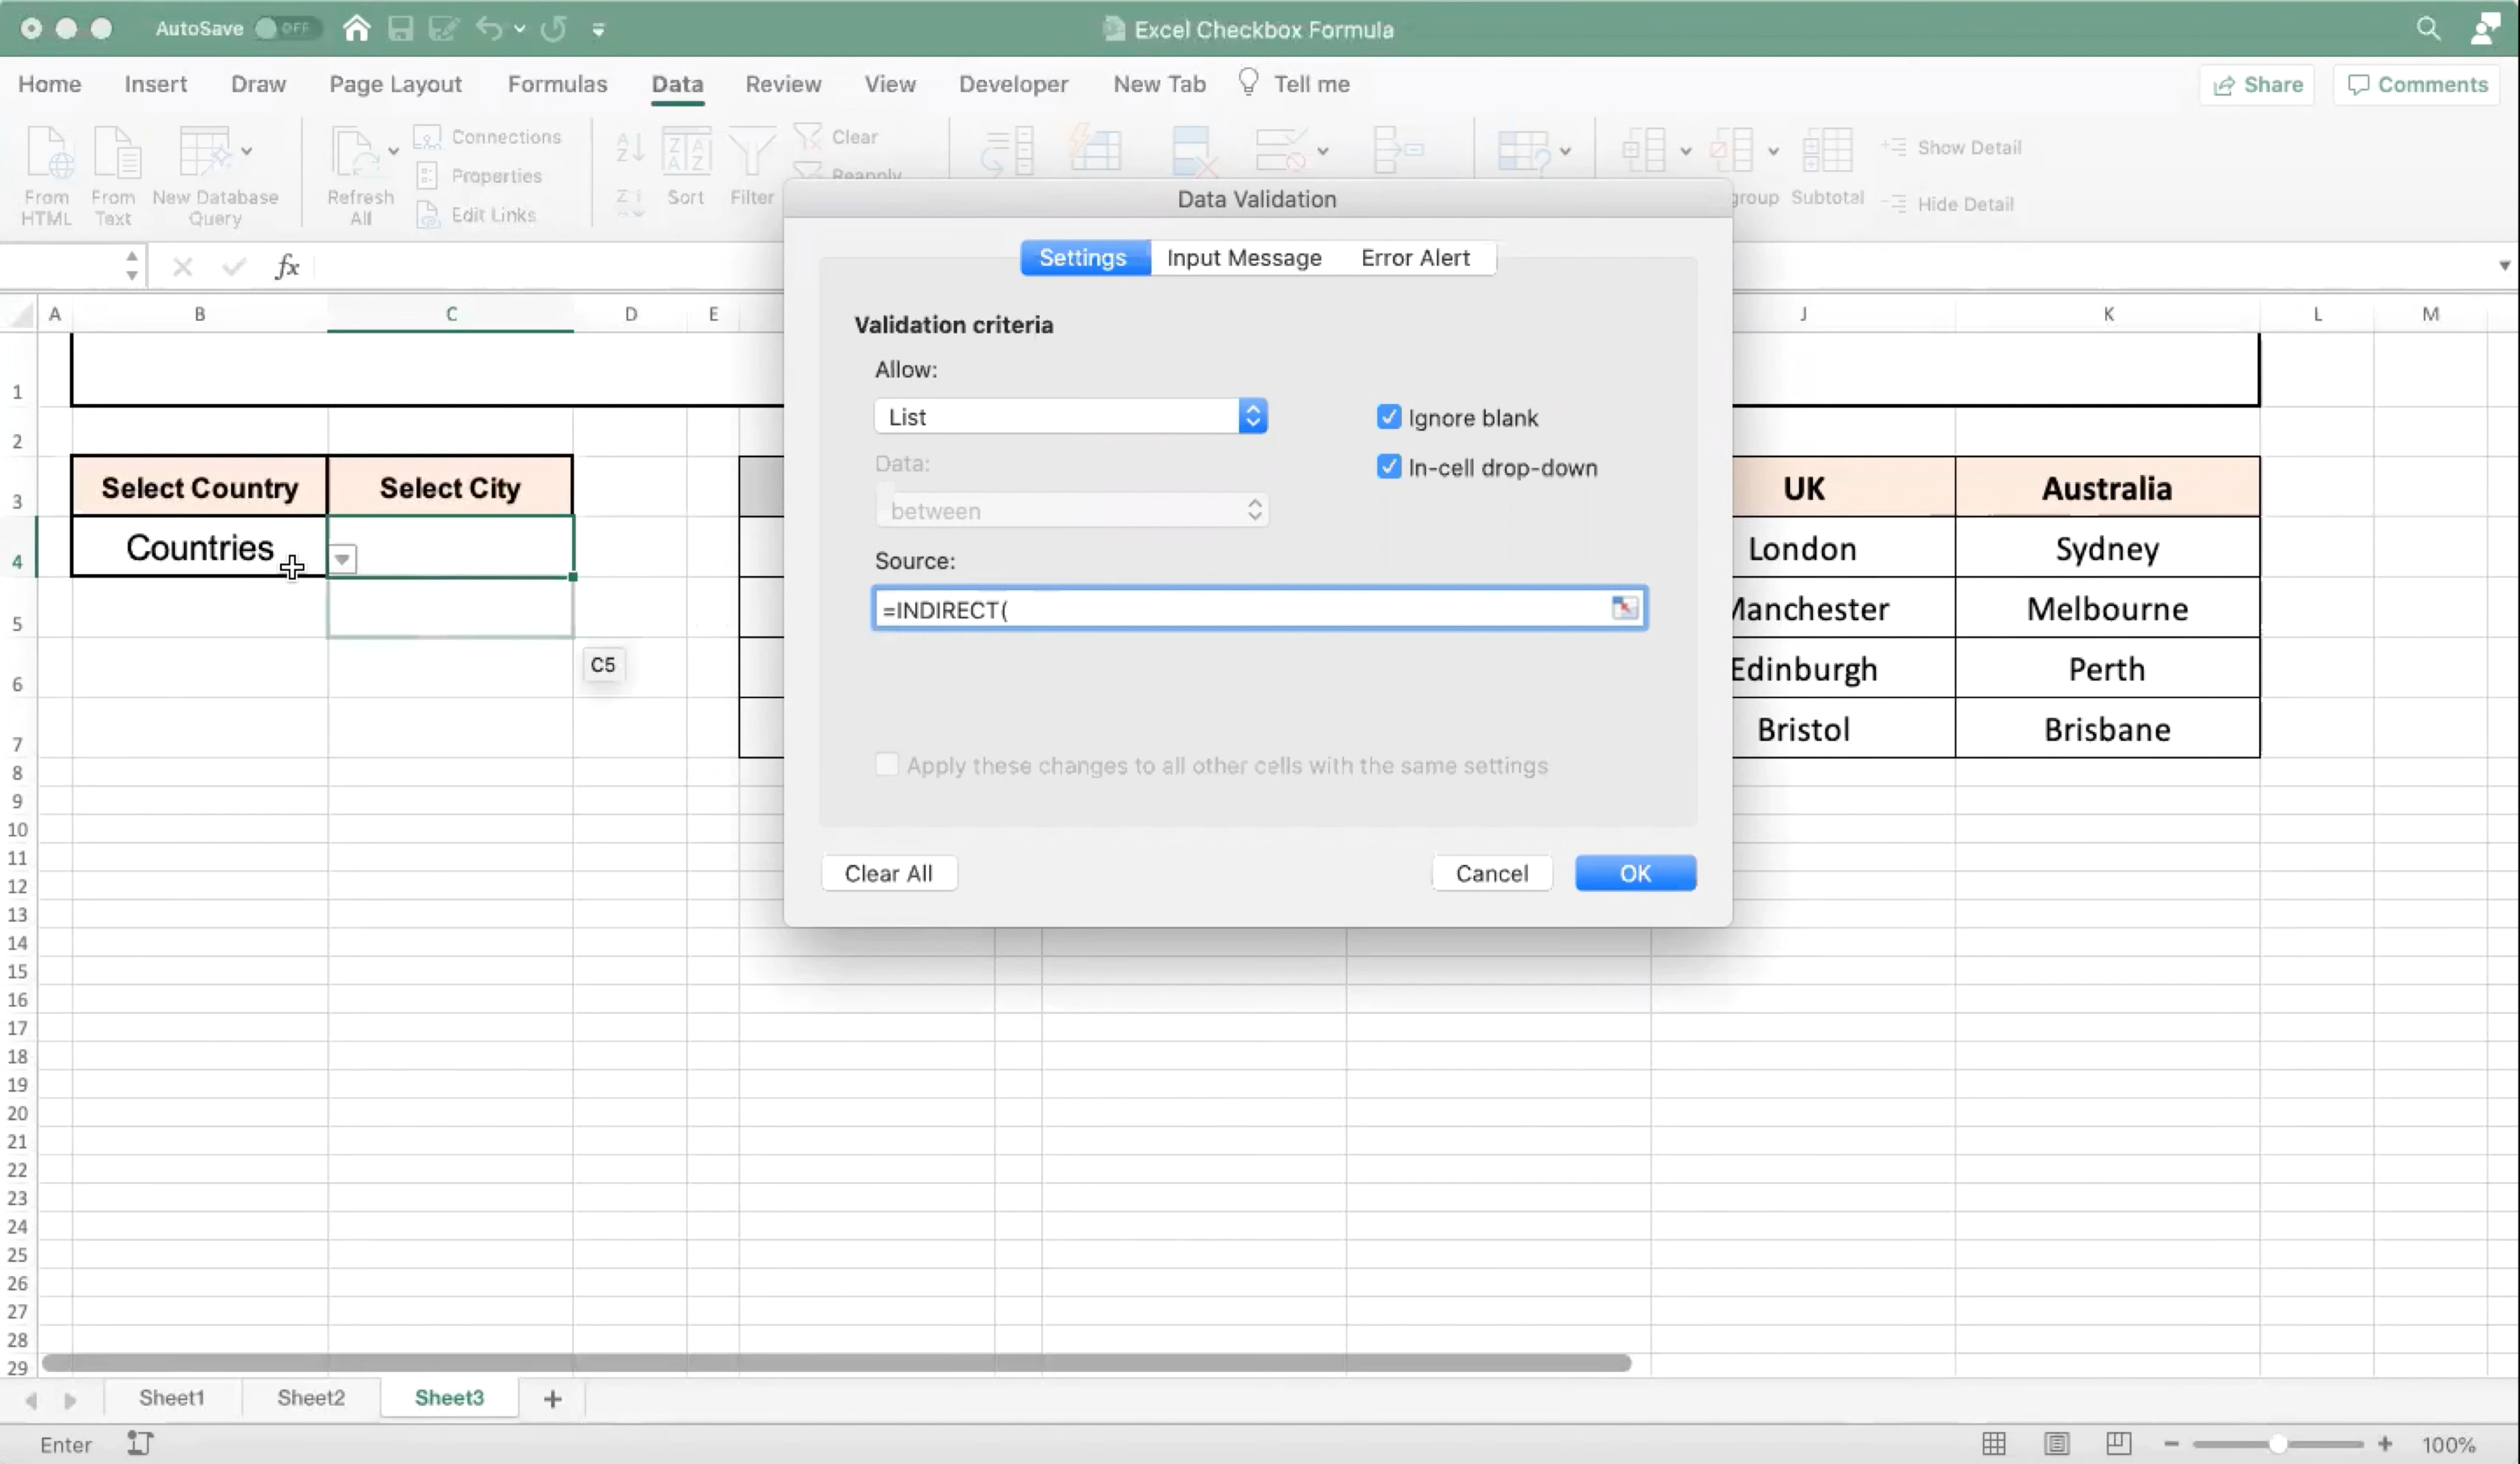 AutoSave OFF Excel Checkbox Formula
Home Insert Draw Page Layout Formulas Data Review View Developer New Tab Tell me Share Comments
From HTML
From Text
New Database Query
Refresh All
Connections
Properties
Edit Links
Sort
Filter
Clear
Reapply
group
Subtotal
Show Detail
Hide Detail
fx
A B C D E J K L M
Data Validation
Settings Input Message Error Alert
Validation criteria
Allow:
List
Ignore blank
Data:
In-cell drop-down
between
Source:
=INDIRECT(
Apply these changes to all other cells with the same settings
Clear All Cancel OK
1
2
3 Select Country Select City UK Australia
4 Countries London Sydney
5 Manchester Melbourne
C5
6 Edinburgh Perth
7 Bristol Brisbane
8
9
10
11
12
13
14
15
16
17
18
19
20
21
22
23
24
25
26
27
28
29
Sheet1 Sheet2 Sheet3 +
Enter 100%